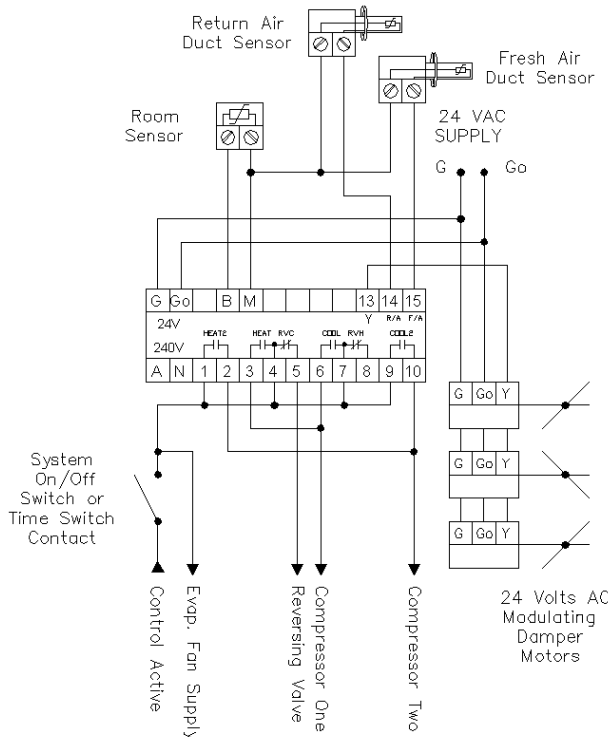 Return Air
Duct Sensor
Fresh Air
Duct Sensor
Room
Sensor
24 VAC
SUPPLY
G Go
G Go B M 13 14 15
24V Y R/A F/A
HEAT2 HEAT RVC COOL RVH COOL2
240V
A N 1 2 3 4 5 6 7 8 9 10
G Go Y
G Go Y
G Go Y
System
On/Off
Switch or
Time Switch
Contact
24 Volts AC
Modulating
Damper
Motors
Control Active
Evap. Fan Supply
Reversing Valve
Compressor One
Compressor Two